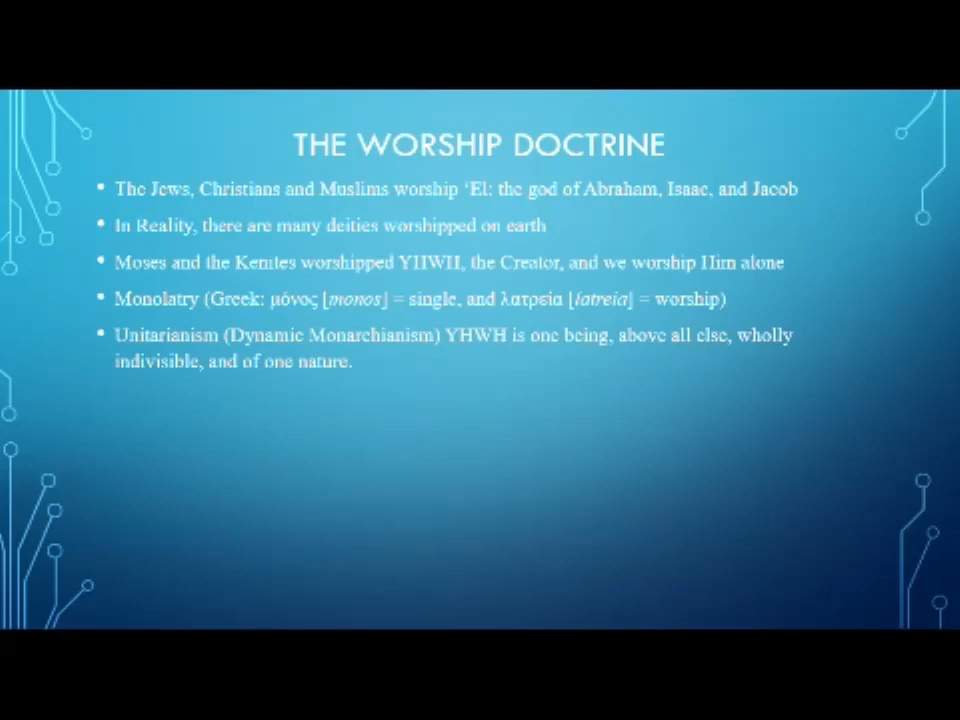 THE WORSHIP DOCTRINE
• The Jews, Christians and Muslims worship ‘El: the god of Abraham, Isaac, and Jacob
• In Reality, there are many deities worshipped on earth
• Moses and the Kenites worshipped YHWH, the Creator, and we worship Him alone
• Monolatry (Greek: μόνος [monos] = single, and λατρεία [latreia] = worship)
• Unitarianism (Dynamic Monarchianism) YHWH is one being, above all else, wholly
indivisible, and of one nature.